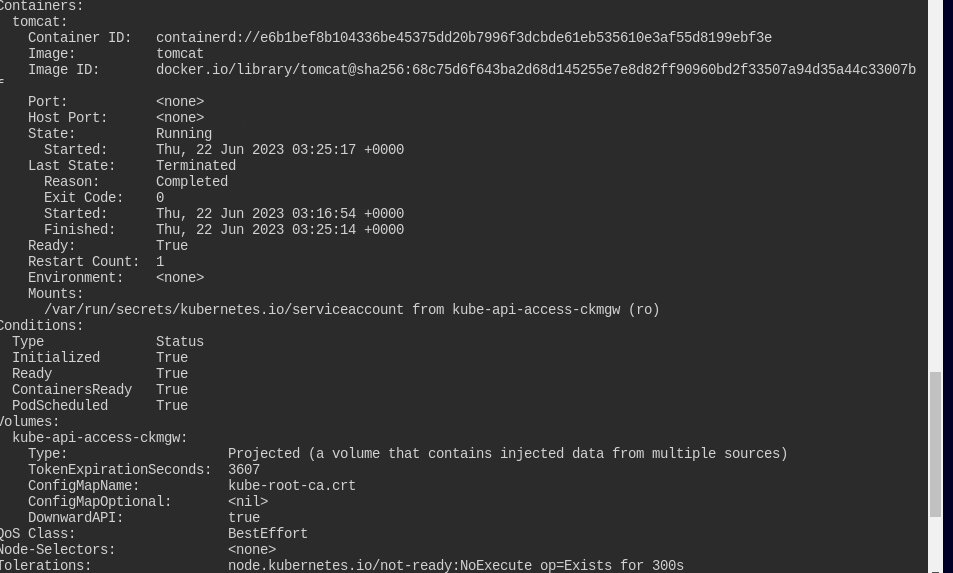 Containers:
  tomcat:
    Container ID:   containerd://e6b1bef8b104336be45375dd20b7996f3dcbde61eb535610e3af55d8199ebf3e
    Image:          tomcat
    Image ID:       docker.io/library/tomcat@sha256:68c75d6f643ba2d68d145255e7e8d82ff90960bd2f33507a94d35a44c33007b
f
    Port:           <none>
    Host Port:      <none>
    State:          Running
      Started:      Thu, 22 Jun 2023 03:25:17 +0000
    Last State:     Terminated
      Reason:       Completed
      Exit Code:    0
      Started:      Thu, 22 Jun 2023 03:16:54 +0000
      Finished:     Thu, 22 Jun 2023 03:25:14 +0000
    Ready:          True
    Restart Count:  1
    Environment:    <none>
    Mounts:
      /var/run/secrets/kubernetes.io/serviceaccount from kube-api-access-ckmgw (ro)
Conditions:
  Type              Status
  Initialized       True
  Ready             True
  ContainersReady   True
  PodScheduled      True
Volumes:
  kube-api-access-ckmgw:
    Type:                    Projected (a volume that contains injected data from multiple sources)
    TokenExpirationSeconds:  3607
    ConfigMapName:           kube-root-ca.crt
    ConfigMapOptional:       <nil>
    DownwardAPI:             true
QoS Class:                   BestEffort
Node-Selectors:              <none>
Tolerations:                 node.kubernetes.io/not-ready:NoExecute op=Exists for 300s